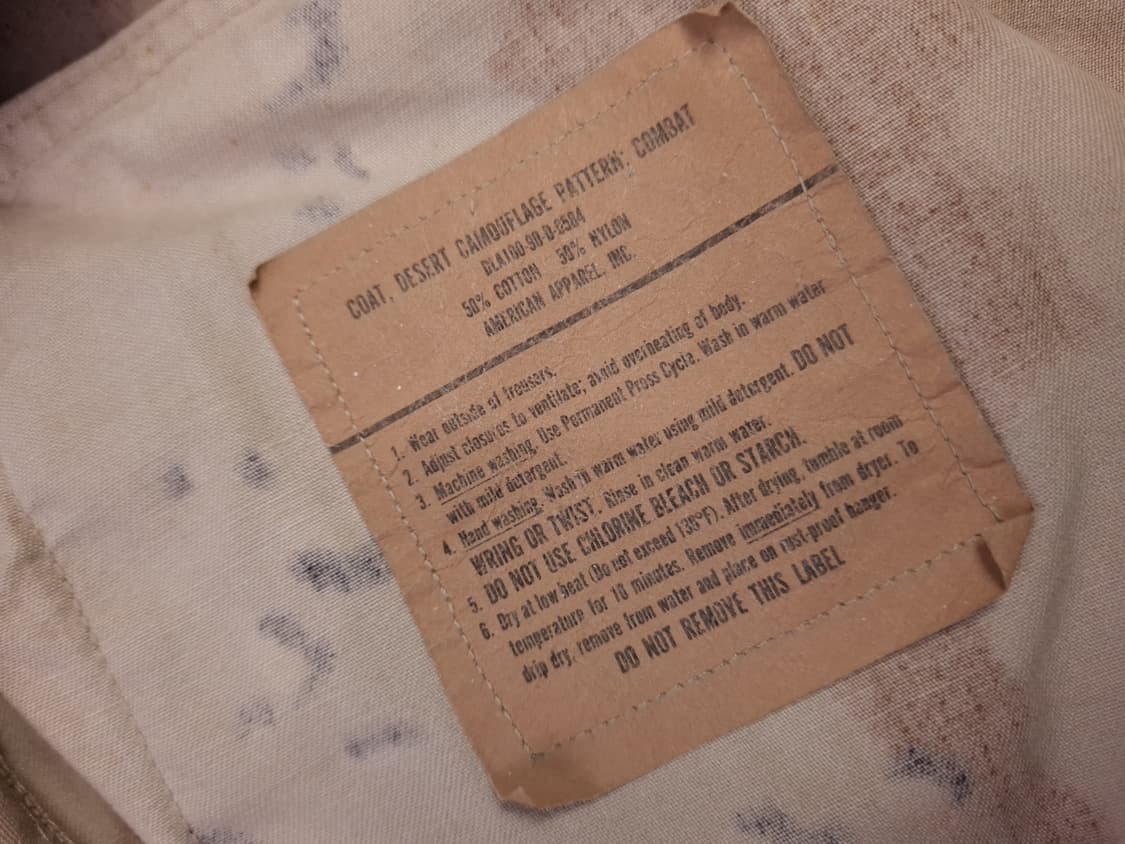 COAT, DESERT CAMOUFLAGE PATTERN: COMBAT
DLA100-90-D-0504
50% COTTON 50% NYLON
AMERICAN APPAREL, INC.
1. Wear outside of trousers.
2. Adjust closures to ventilate; avoid overheating of body.
3. Machine washing. Use Permanent Press Cycle. Wash in warm water
with mild detergent.
4. Hand washing. Wash in warm water using mild detergent. DO NOT
WRING OR TWIST. Rinse in clean warm water.
5. DO NOT USE CHLORINE BLEACH OR STARCH.
6. Dry at low heat (Do not exceed 130°F). After drying, tumble at room
temperature for 10 minutes. Remove immediately from dryer. To
drip dry, remove from water and place on rust-proof hanger.
DO NOT REMOVE THIS LABEL